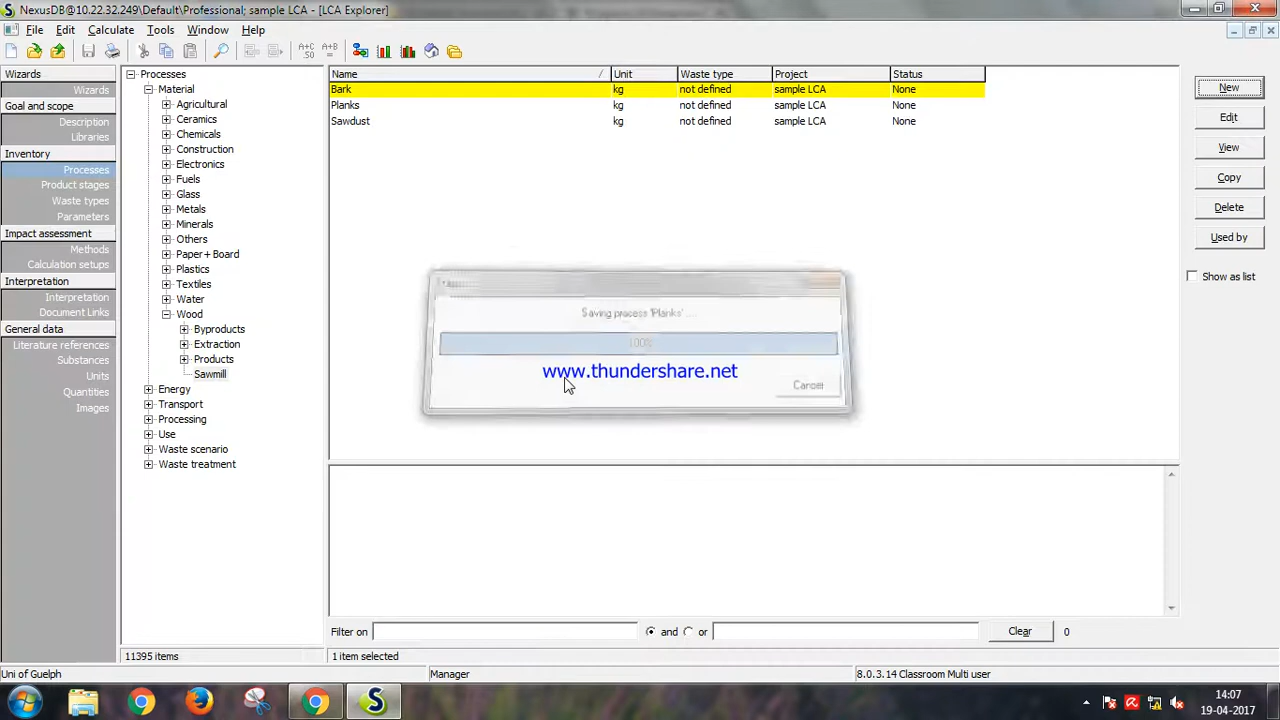 NexusDB@10.22.32.249\Default\Professional; sample LCA - [LCA Explorer]
File Edit Calculate Tools Window Help
A+C .50 A+B =
Wizards
Wizards
Goal and scope
Description
Libraries
Inventory
Processes
Product stages
Waste types
Parameters
Impact assessment
Methods
Calculation setups
Interpretation
Interpretation
Document Links
General data
Literature references
Substances
Units
Quantities
Images
Processes
Material
Agricultural
Ceramics
Chemicals
Construction
Electronics
Fuels
Glass
Metals
Minerals
Others
Paper+Board
Plastics
Textiles
Water
Wood
Byproducts
Extraction
Products
Sawmill
Energy
Transport
Processing
Use
Waste scenario
Waste treatment
11395 items
Name / Unit Waste type Project Status
Bark kg not defined sample LCA None
Planks kg not defined sample LCA None
Sawdust kg not defined sample LCA None
Saving process 'Planks' ...
100%
www.thundershare.net
Cancel
Filter on and or Clear 0
1 item selected
New
Edit
View
Copy
Delete
Used by
Show as list
Uni of Guelph Manager 8.0.3.14 Classroom Multi user
14:07
19-04-2017